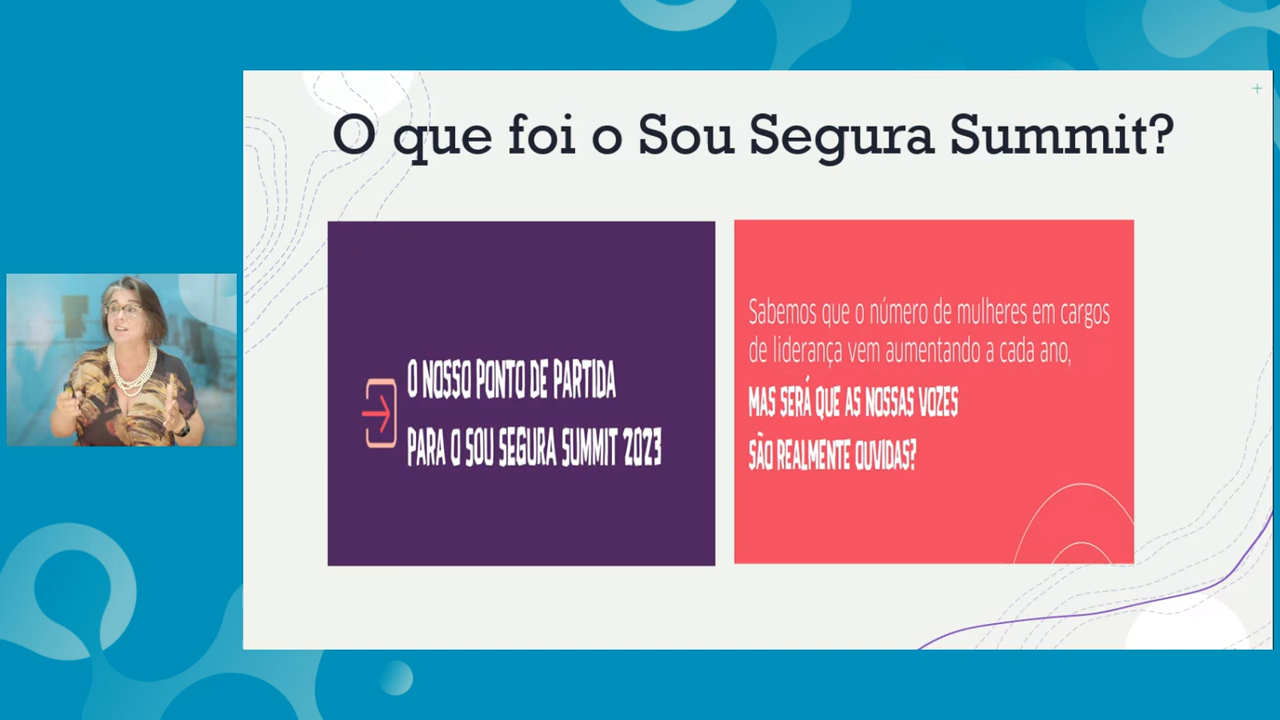 O que foi o Sou Segura Summit?
O NOSSO PONTO DE PARTIDA
PARA O SOU SEGURA SUMMIT 2023
Sabemos que o número de mulheres em cargos
de liderança vem aumentando a cada ano,
MAS SERÁ QUE AS NOSSAS VOZES
SÃO REALMENTE OUVIDAS?